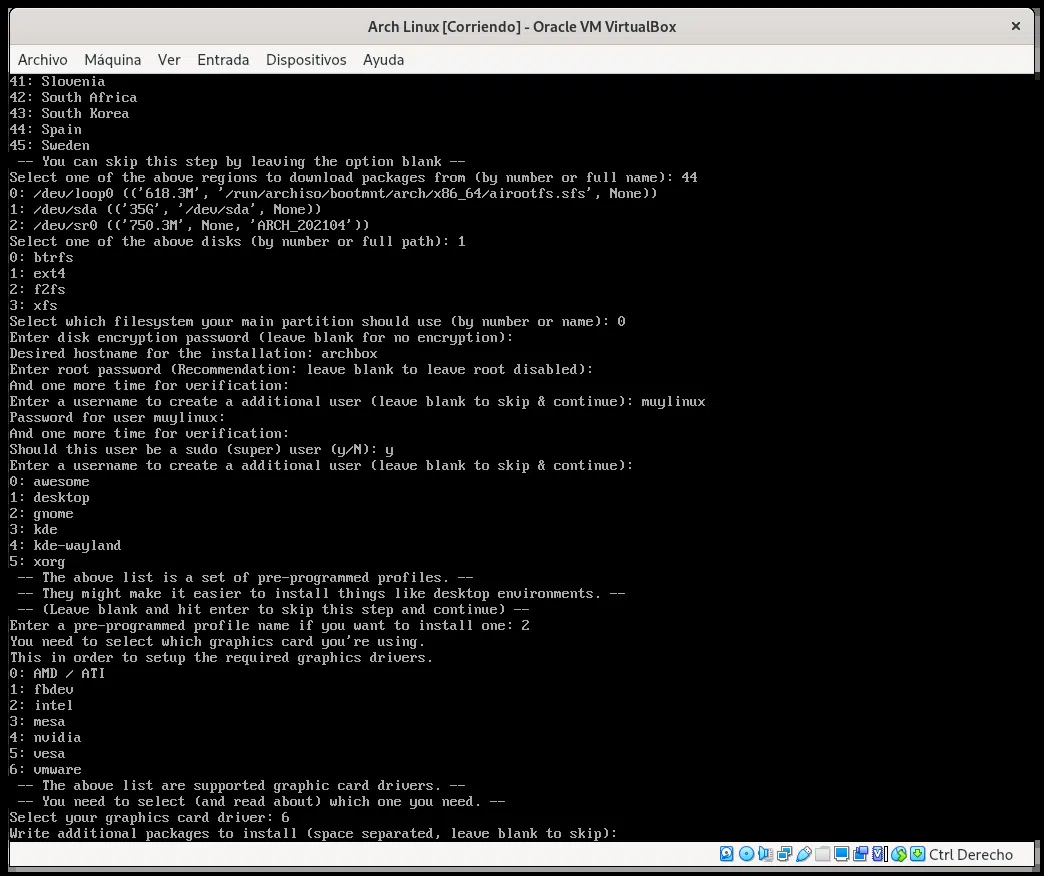 Arch Linux [Corriendo] - Oracle VM VirtualBox
Archivo Máquina Ver Entrada Dispositivos Ayuda
41: Slovenia
42: South Africa
43: South Korea
44: Spain
45: Sweden
-- You can skip this step by leaving the option blank --
Select one of the above regions to download packages from (by number or full name): 44
0: /dev/loop0 (('618.3M', '/run/archiso/bootmnt/arch/x86_64/airootfs.sfs', None))
1: /dev/sda (('35G', '/dev/sda', None))
2: /dev/sr0 (('750.3M', None, 'ARCH_202104'))
Select one of the above disks (by number or full path): 1
0: btrfs
1: ext4
2: f2fs
3: xfs
Select which filesystem your main partition should use (by number or name): 0
Enter disk encryption password (leave blank for no encryption):
Desired hostname for the installation: archbox
Enter root password (Recommendation: leave blank to leave root disabled):
And one more time for verification:
Enter a username to create a additional user (leave blank to skip & continue): muylinux
Password for user muylinux:
And one more time for verification:
Should this user be a sudo (super) user (y/N): y
Enter a username to create a additional user (leave blank to skip & continue):
0: awesome
1: desktop
2: gnome
3: kde
4: kde-wayland
5: xorg
-- The above list is a set of pre-programmed profiles. --
-- They might make it easier to install things like desktop environments. --
-- (Leave blank and hit enter to skip this step and continue) --
Enter a pre-programmed profile name if you want to install one: 2
You need to select which graphics card you're using.
This in order to setup the required graphics drivers.
0: AMD / ATI
1: fbdev
2: intel
3: mesa
4: nvidia
5: vesa
6: vmware
-- The above list are supported graphic card drivers. --
-- You need to select (and read about) which one you need. --
Select your graphics card driver: 6
Write additional packages to install (space separated, leave blank to skip):
Ctrl Derecho